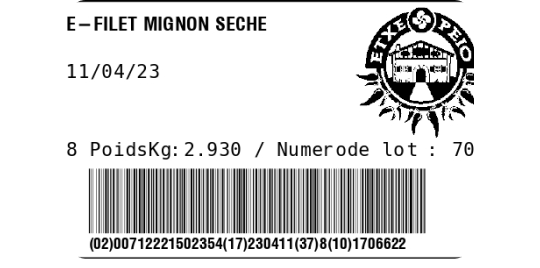 E-FILET MIGNON SECHE
ETXE PEIO
11/04/23
8 PoidsKg:2.930 / Numerode lot : 70
(02)00712221502354(17)230411(37)8(10)1706622